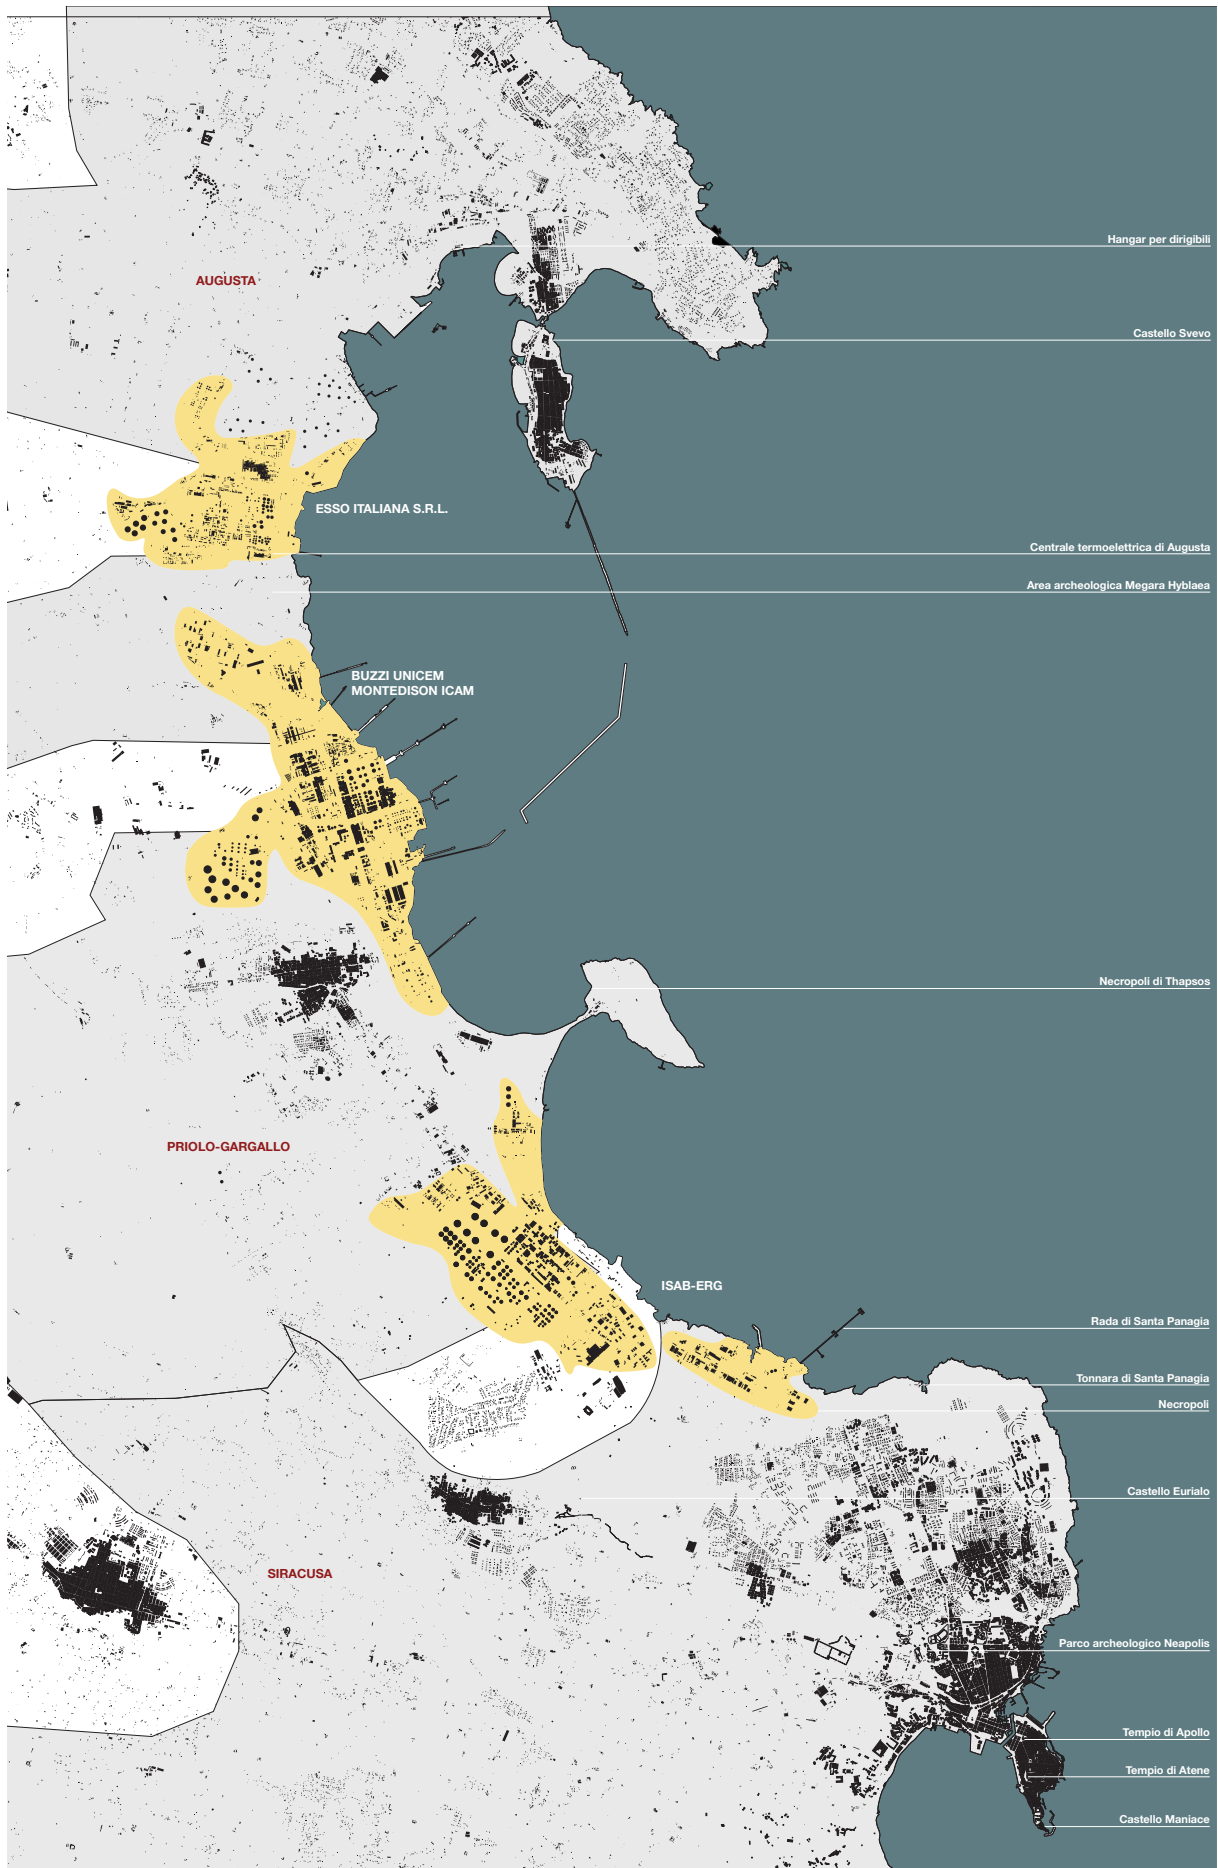 Hangar per dirigibili
AUGUSTA
Castello Svevo
ESSO ITALIANA S.R.L.
Centrale termoelettrica di Augusta
Area archeologica Megara Hyblaea
BUZZI UNICEM
MONTEDISON ICAM
Necropoli di Thapsos
PRIOLO-GARGALLO
ISAB-ERG
Rada di Santa Panagia
Tonnara di Santa Panagia
Necropoli
Castello Eurialo
SIRACUSA
Parco archeologico Neapolis
Tempio di Apollo
Tempio di Atene
Castello Maniace